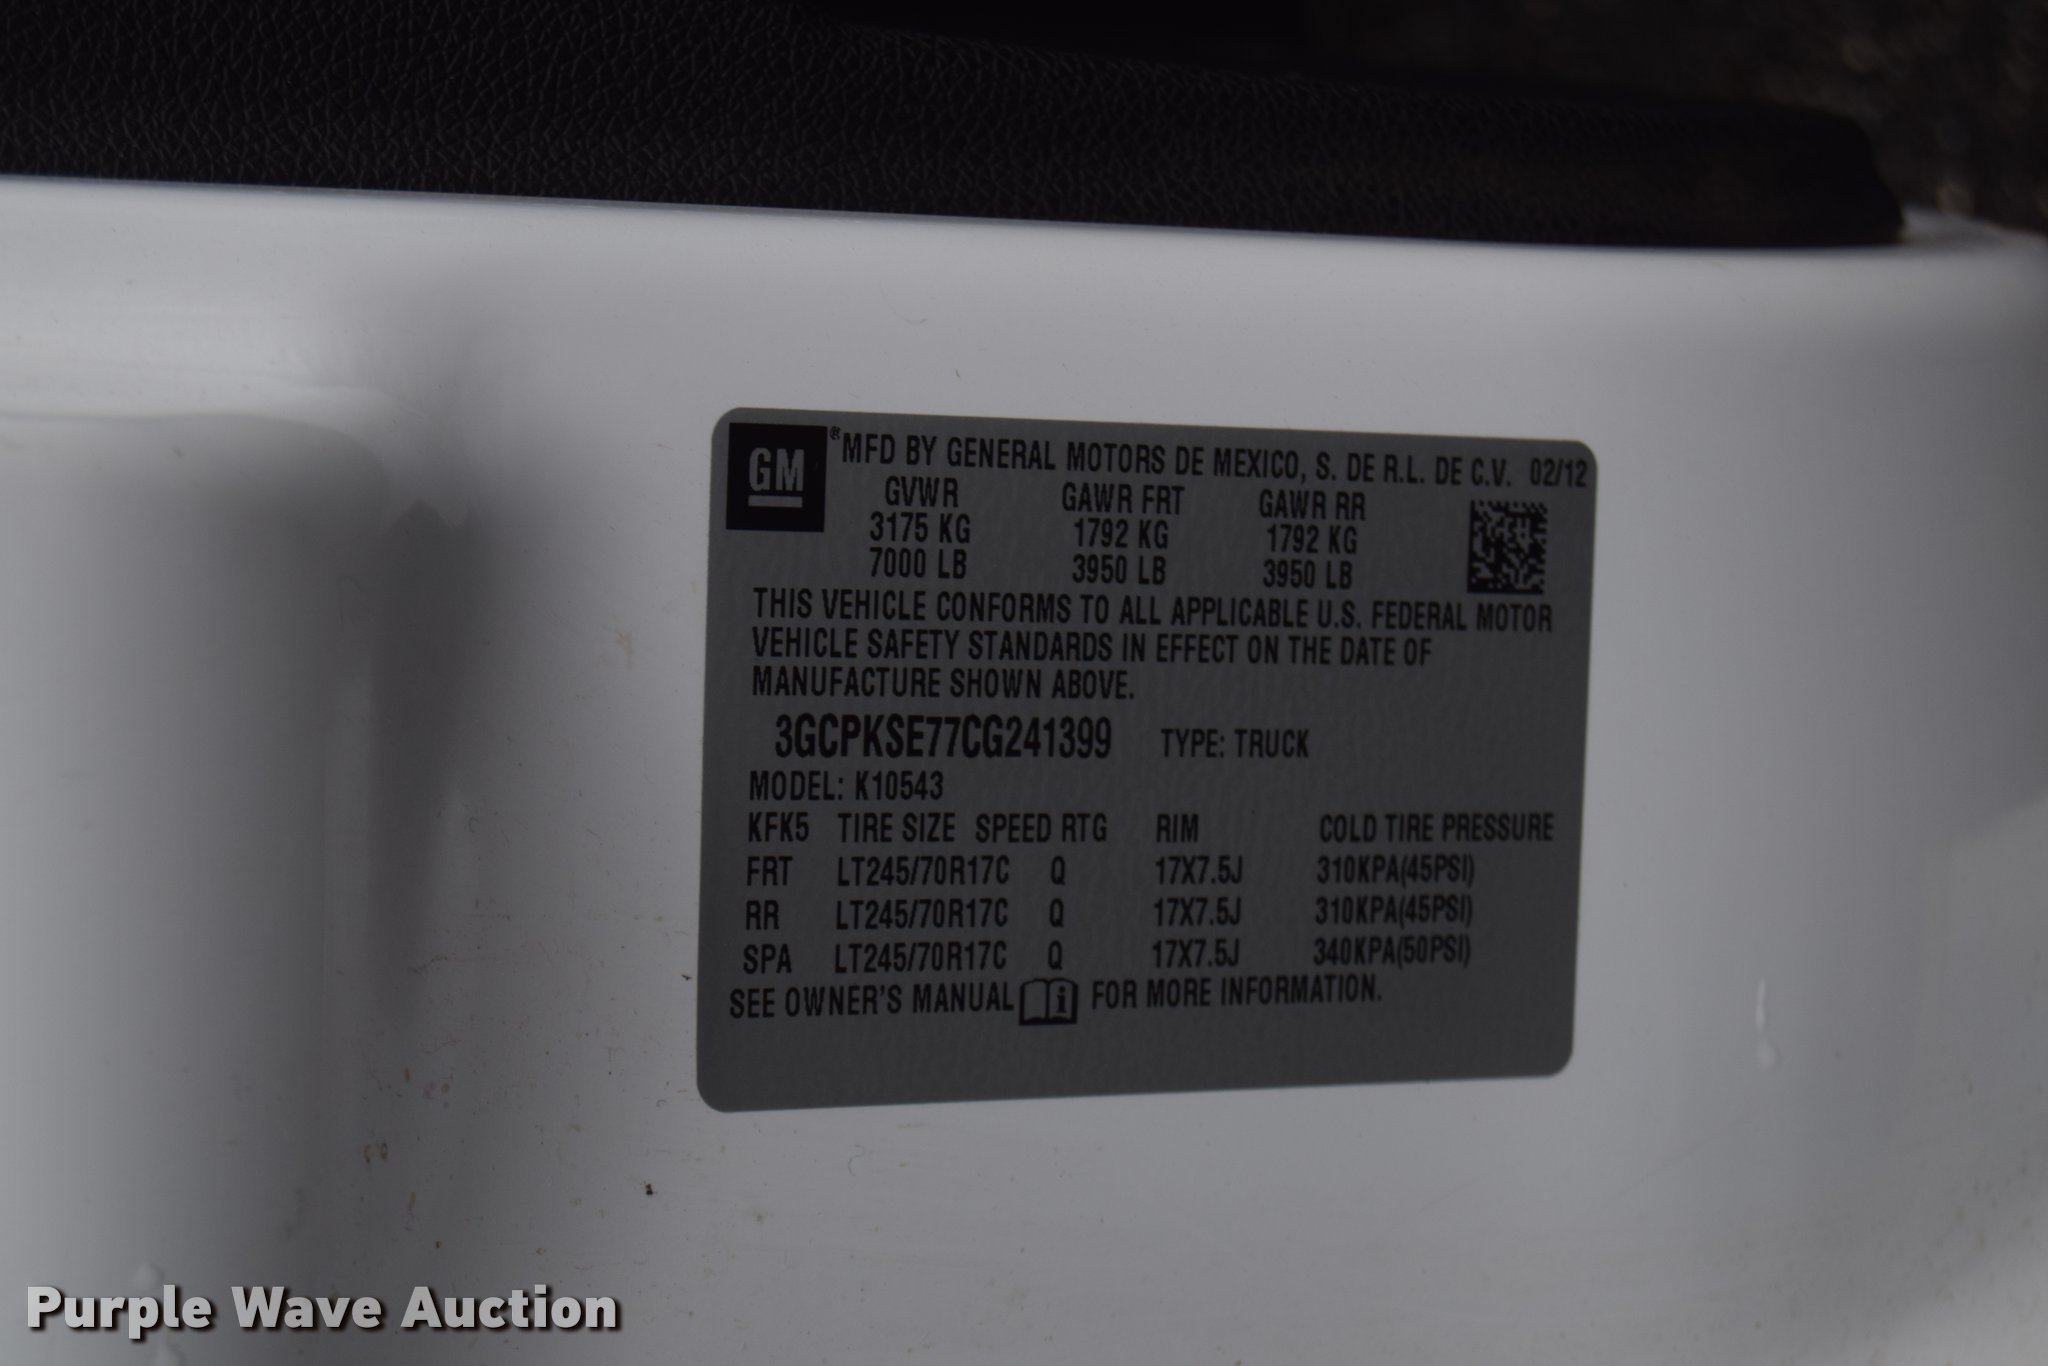 GM ® MFD BY GENERAL MOTORS DE MEXICO, S. DE R.L. DE C.V. 02/12
GVWR GAWR FRT GAWR RR
3175 KG 1792 KG 1792 KG
7000 LB 3950 LB 3950 LB
THIS VEHICLE CONFORMS TO ALL APPLICABLE U.S. FEDERAL MOTOR
VEHICLE SAFETY STANDARDS IN EFFECT ON THE DATE OF
MANUFACTURE SHOWN ABOVE.
3GCPKSE77CG241399 TYPE: TRUCK
MODEL: K10543
KFK5 TIRE SIZE SPEED RTG RIM COLD TIRE PRESSURE
FRT LT245/70R17C Q 17X7.5J 310KPA(45PSI)
RR LT245/70R17C Q 17X7.5J 310KPA(45PSI)
SPA LT245/70R17C Q 17X7.5J 340KPA(50PSI)
SEE OWNER'S MANUAL i FOR MORE INFORMATION.
Purple Wave Auction